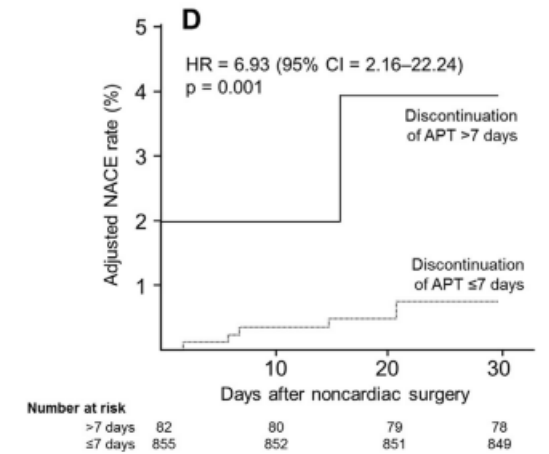 D
5
HR = 6.93 (95% CI = 2.16–22.24)
p = 0.001
4
Discontinuation
of APT >7 days
3
Adjusted NACE rate (%)
2
Discontinuation
of APT ≤7 days
1
10 20 30
Days after noncardiac surgery
Number at risk
>7 days 82 80 79 78
≤7 days 855 852 851 849